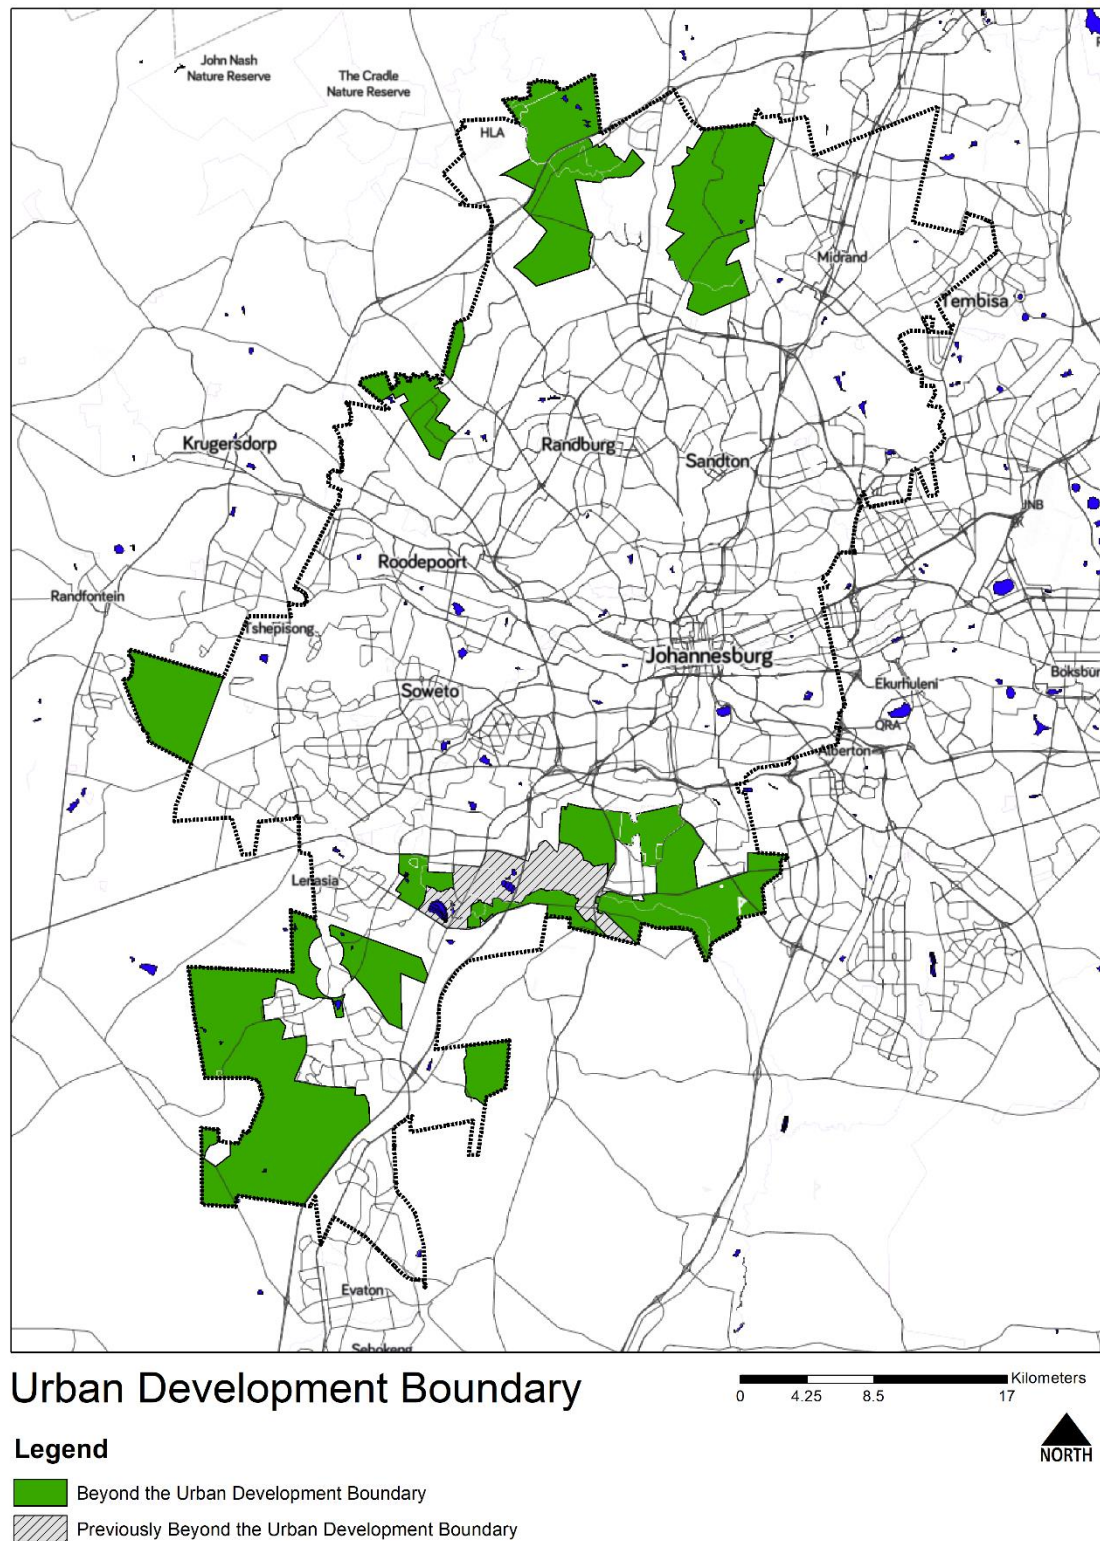 John Nash
Nature Reserve
The Cradle
Nature Reserve
HLA
Midrand
Tembisa
Krugersdorp
Randburg
Sandton
JNB
Roodepoort
Randfontein
Tshepisong
Johannesburg
Soweto
Ekurhuleni
Boksbur
QRA
Alberton
Lenasia
Evaton
Sebokeng
Urban Development Boundary
Kilometers
0 4.25 8.5 17
Legend
NORTH
Beyond the Urban Development Boundary
Previously Beyond the Urban Development Boundary